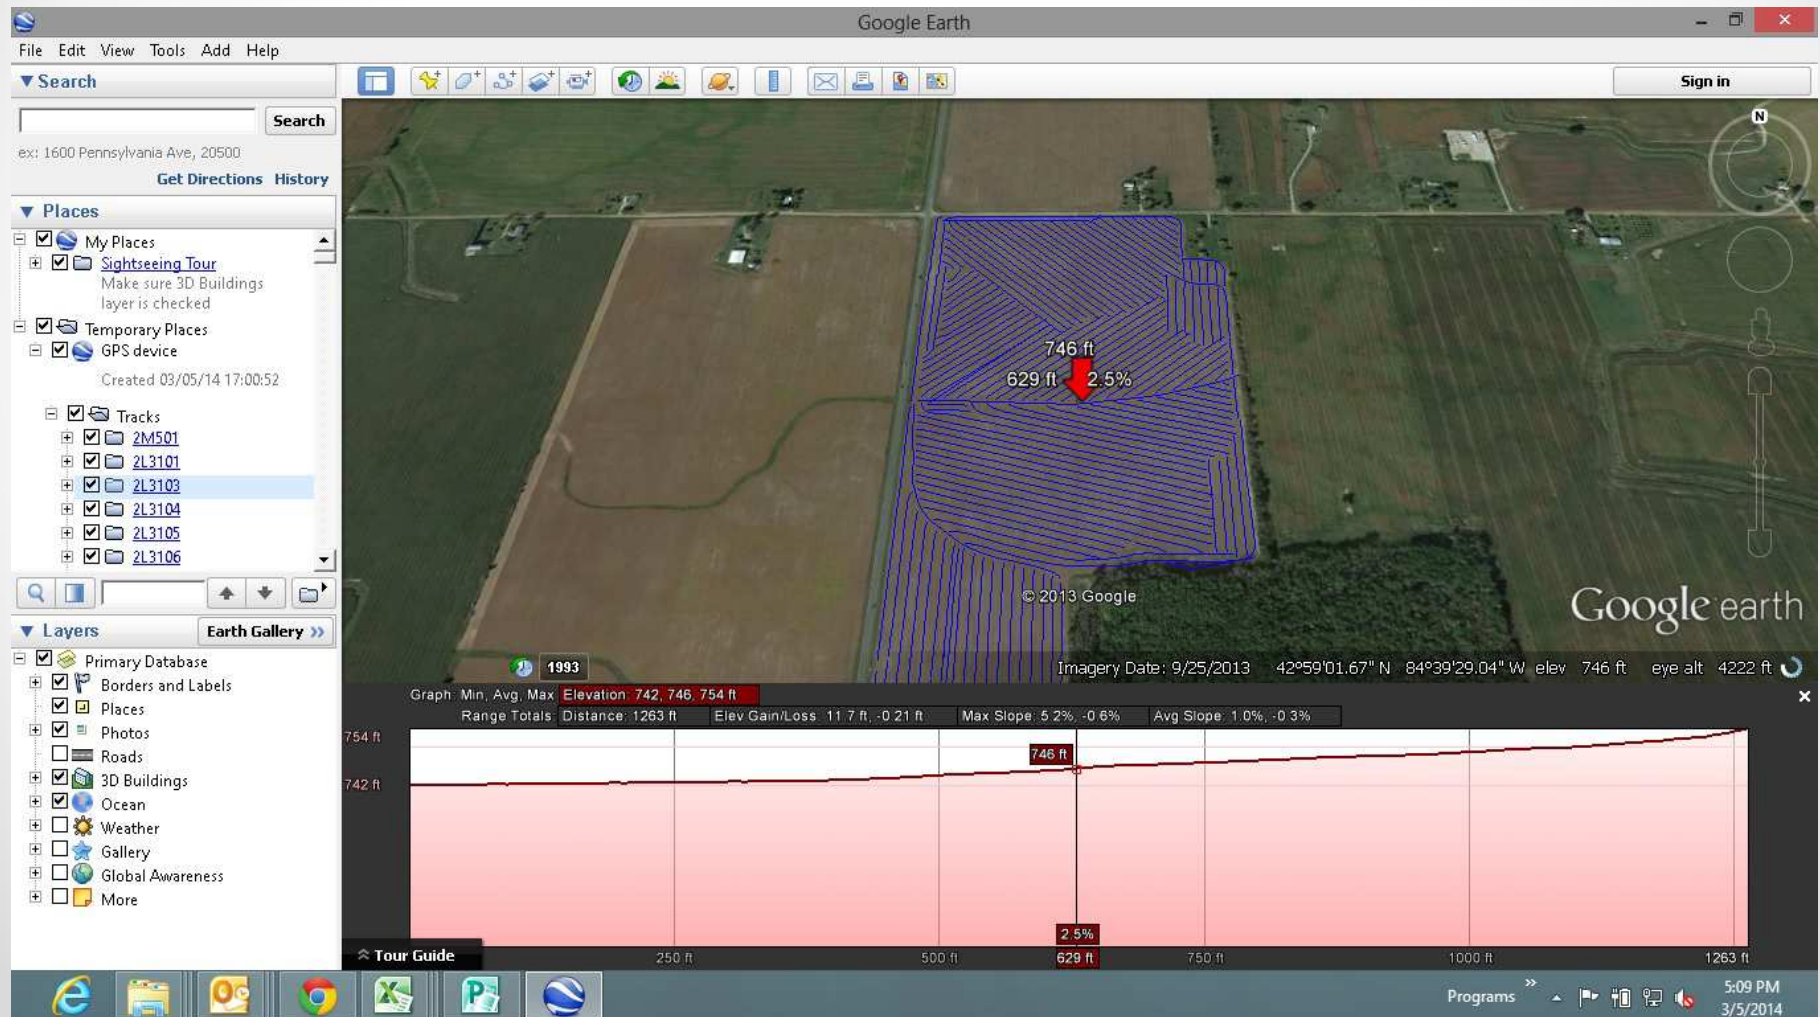 Google Earth
File Edit View Tools Add Help
▼ Search
Sign in
Search
ex: 1600 Pennsylvania Ave, 20500
Get Directions History
▼ Places
My Places
Sightseeing Tour
Make sure 3D Buildings
layer is checked
Temporary Places
GPS device
Created 03/05/14 17:00:52
Tracks
2M501
2L3101
2L3103
2L3104
2L3105
2L3106
▼ Layers
Earth Gallery »
Primary Database
Borders and Labels
Places
Photos
Roads
3D Buildings
Ocean
Weather
Gallery
Global Awareness
More
N
746 ft
629 ft 2.5%
© 2013 Google
Google earth
1993
Imagery Date: 9/25/2013 42°59'01.67" N 84°39'29.04" W elev 746 ft eye alt 4222 ft
Graph: Min, Avg, Max Elevation: 742, 746, 754 ft
Range Totals: Distance: 1263 ft Elev Gain/Loss: 11.7 ft, -0.21 ft Max Slope: 5.2%, -0.6% Avg Slope: 1.0%, -0.3%
754 ft
746 ft
742 ft
2.5%
Tour Guide
250 ft 500 ft 629 ft 750 ft 1000 ft 1263 ft
Programs »
5:09 PM
3/5/2014